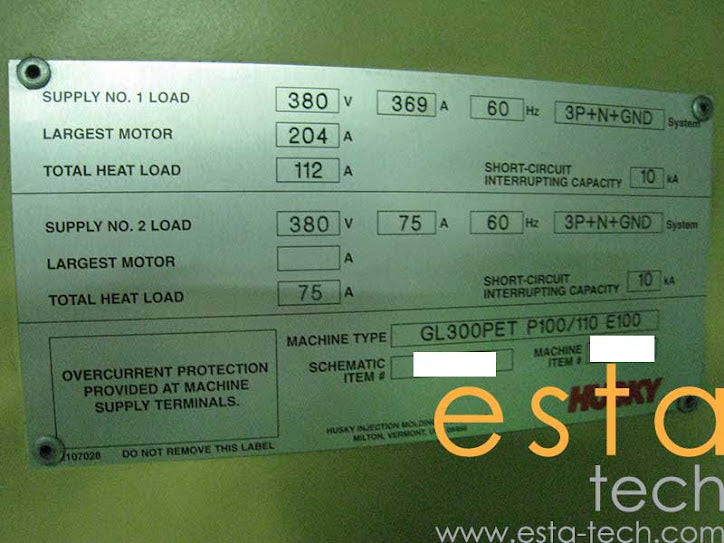 SUPPLY NO. 1 LOAD 380 V 369 A 60 Hz 3P+N+GND System
LARGEST MOTOR 204 A
TOTAL HEAT LOAD 112 A SHORT-CIRCUIT INTERRUPTING CAPACITY 10 kA
SUPPLY NO. 2 LOAD 380 V 75 A 60 Hz 3P+N+GND System
LARGEST MOTOR A
TOTAL HEAT LOAD 75 A SHORT-CIRCUIT INTERRUPTING CAPACITY 10 kA
MACHINE TYPE GL300PET P100/110 E100
SCHEMATIC ITEM # MACHINE ITEM #
OVERCURRENT PROTECTION
PROVIDED AT MACHINE
SUPPLY TERMINALS.
HUSKY
HUSKY INJECTION MOLDING
MILTON, VERMONT,
107028 DO NOT REMOVE THIS LABEL
esta
tech
www.esta-tech.com